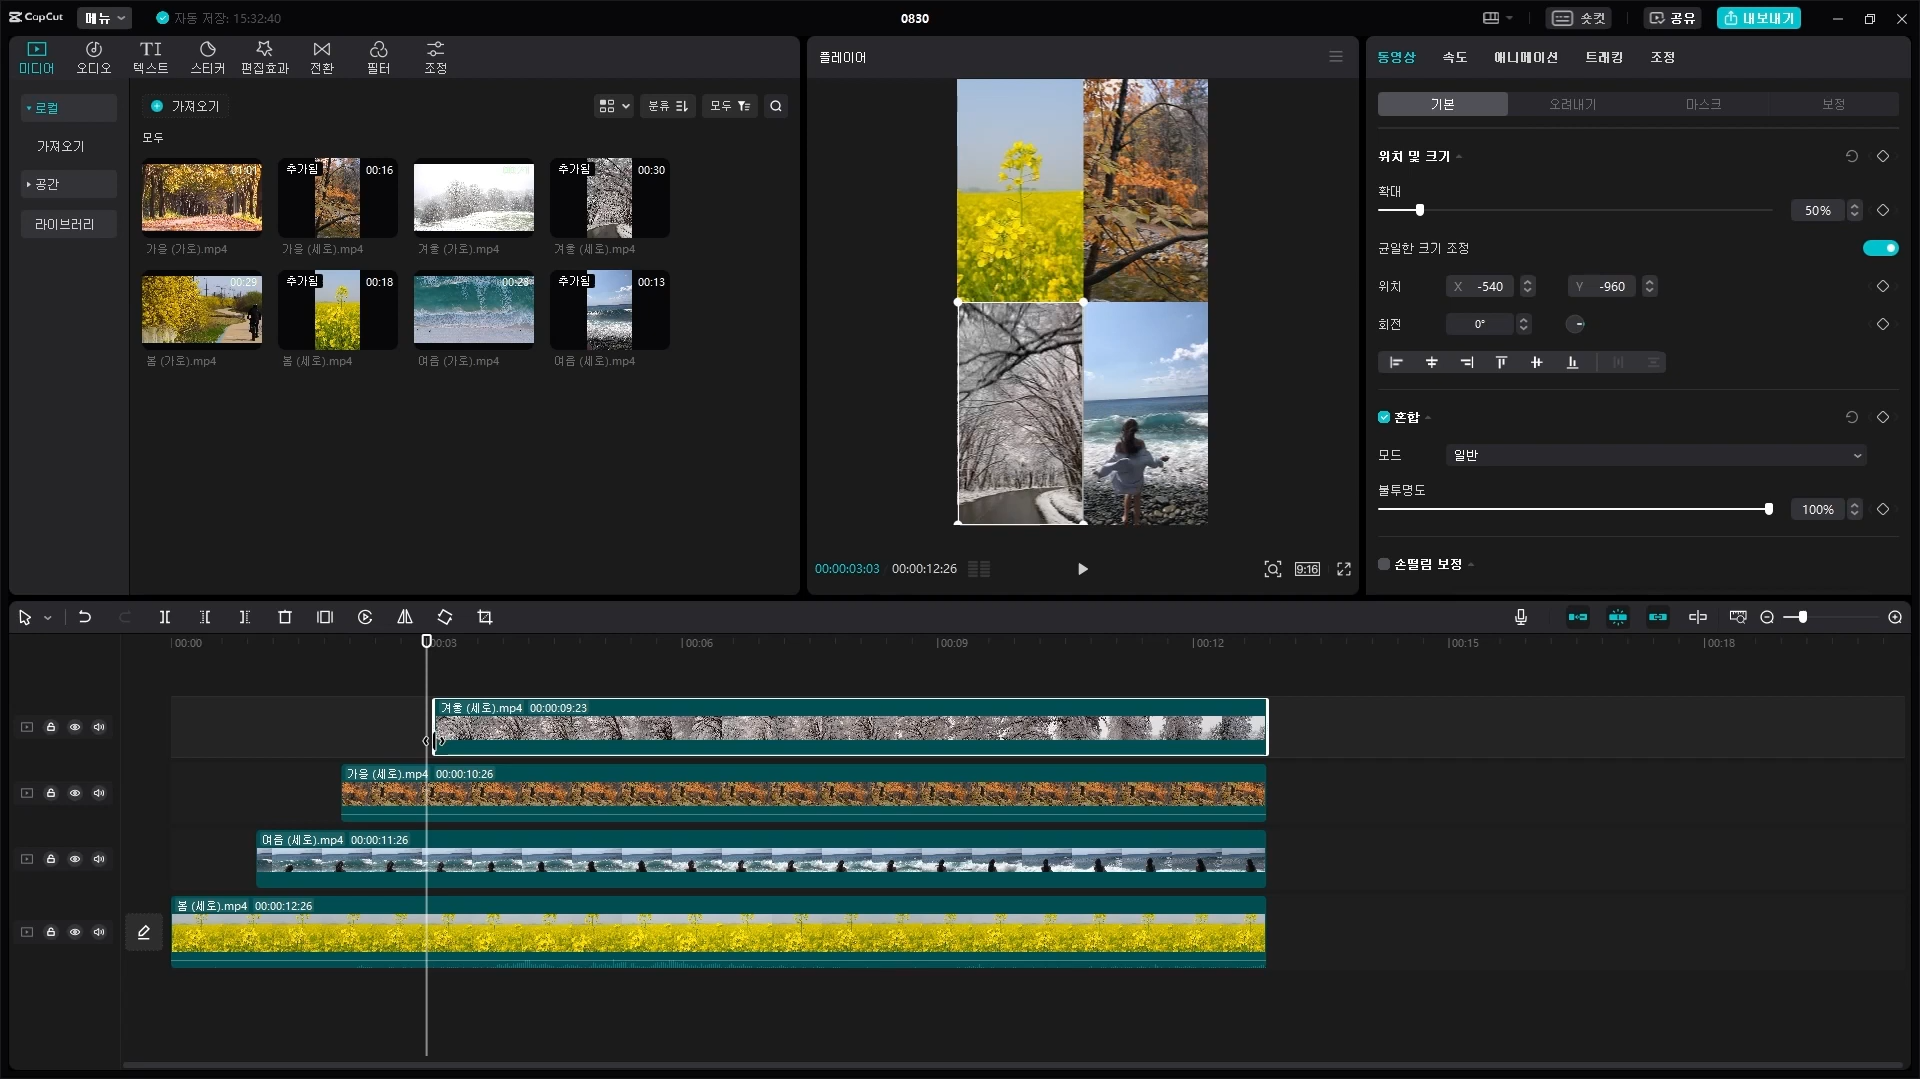 CapCut
메뉴
자동 저장: 15:32:40
0830
숏컷
공유
내보내기
미디어
오디오
텍스트
스티커
편집효과
전환
필터
조정
로컬
가져오기
공간
라이브러리
가져오기
분류
모두
모두
01:01
추가됨 00:16
추가됨 00:30
가을 (가로).mp4
가을 (세로).mp4
겨울 (가로).mp4
겨울 (세로).mp4
00:29
추가됨 00:18
00:28
추가됨 00:13
봄 (가로).mp4
봄 (세로).mp4
여름 (가로).mp4
여름 (세로).mp4
플레이어
00:00:03:03
00:00:12:26
9:16
동영상
속도
애니메이션
트래킹
조정
기본
오려내기
마스크
보정
위치 및 크기
확대
50%
균일한 크기 조정
위치
X -540
Y -960
회전
0°
혼합
모드
일반
불투명도
100%
손떨림 보정
00:00
00:03
00:06
00:09
00:12
00:15
00:18
겨울 (세로).mp4 00:00:09:23
가을 (세로).mp4 00:00:10:26
여름 (세로).mp4 00:00:11:26
봄 (세로).mp4 00:00:12:26